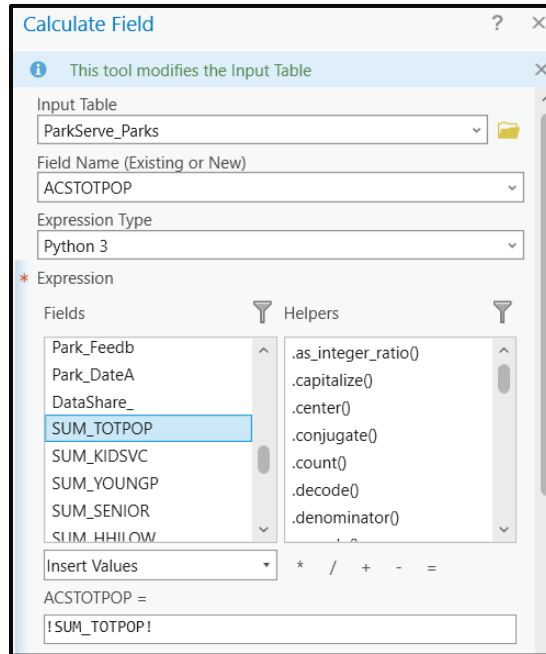 Calculate Field ? ×
This tool modifies the Input Table ×
Input Table
ParkServe_Parks
Field Name (Existing or New)
ACSTOTPOP
Expression Type
Python 3
* Expression
Fields Helpers
Park_Feedb .as_integer_ratio()
Park_DateA .capitalize()
DataShare_ .center()
SUM_TOTPOP .conjugate()
SUM_KIDSVC .count()
SUM_YOUNGP .decode()
SUM_SENIOR .denominator()
SUM_HHILOW
Insert Values * / + - =
ACSTOTPOP =
!SUM_TOTPOP!